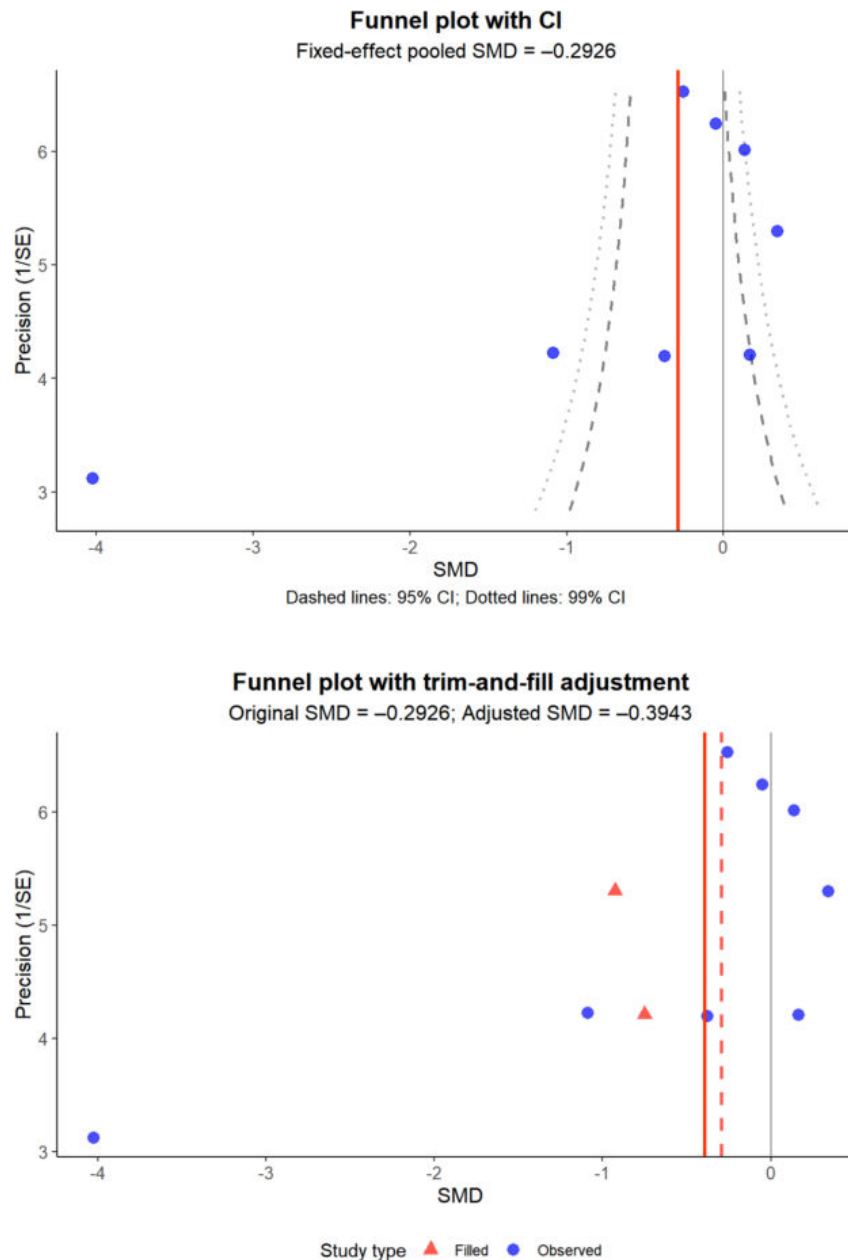 Funnel plot with CI
Fixed-effect pooled SMD = –0.2926
Precision (1/SE)
6
5
4
3
-4 -3 -2 -1 0
SMD
Dashed lines: 95% CI; Dotted lines: 99% CI
Funnel plot with trim-and-fill adjustment
Original SMD = –0.2926; Adjusted SMD = –0.3943
Precision (1/SE)
6
5
4
3
-4 -3 -2 -1 0
SMD
Study type Filled Observed